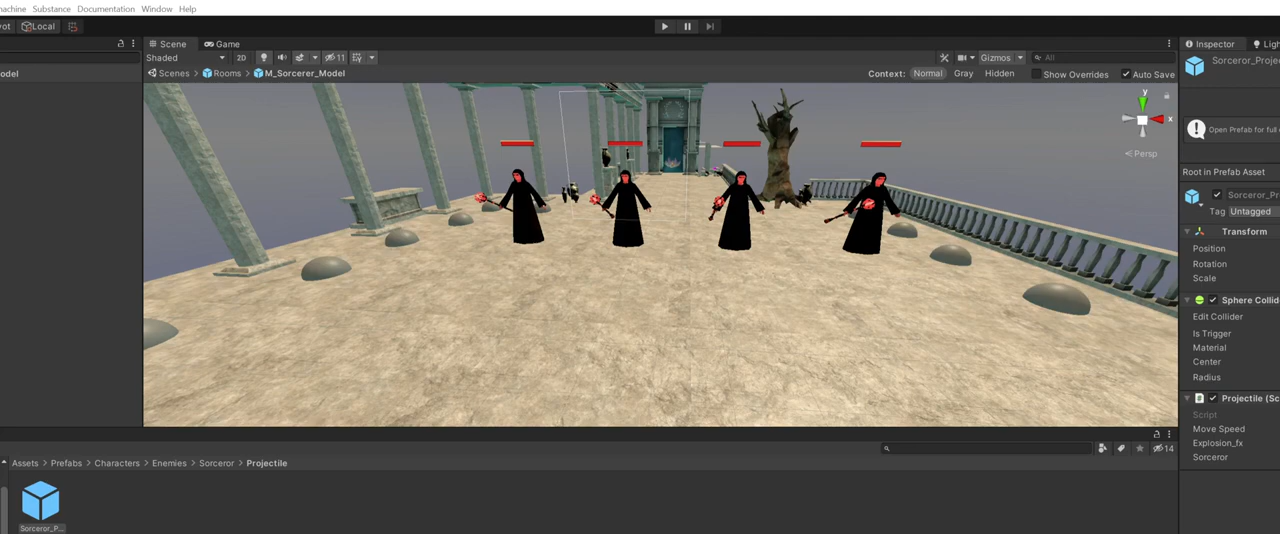 machine Substance Documentation Window Help
vot Local
Scene Game
Shaded 2D 11 Gizmos All
Scenes > Rooms > M_Sorcerer_Model
Context: Normal Gray Hidden Show Overrides Auto Save
odel
y
x
Persp
Inspector Ligh
Sorceror_Projec
Open Prefab for full e
Root in Prefab Asset
Sorceror_Pr
Tag Untagged
Transform
Position
Rotation
Scale
Sphere Collid
Edit Collider
Is Trigger
Material
Center
Radius
Projectile (Sc
Script
Move Speed
Explosion_fx
Sorceror
14
Assets > Prefabs > Characters > Enemies > Sorceror > Projectile
Sorceror_P...